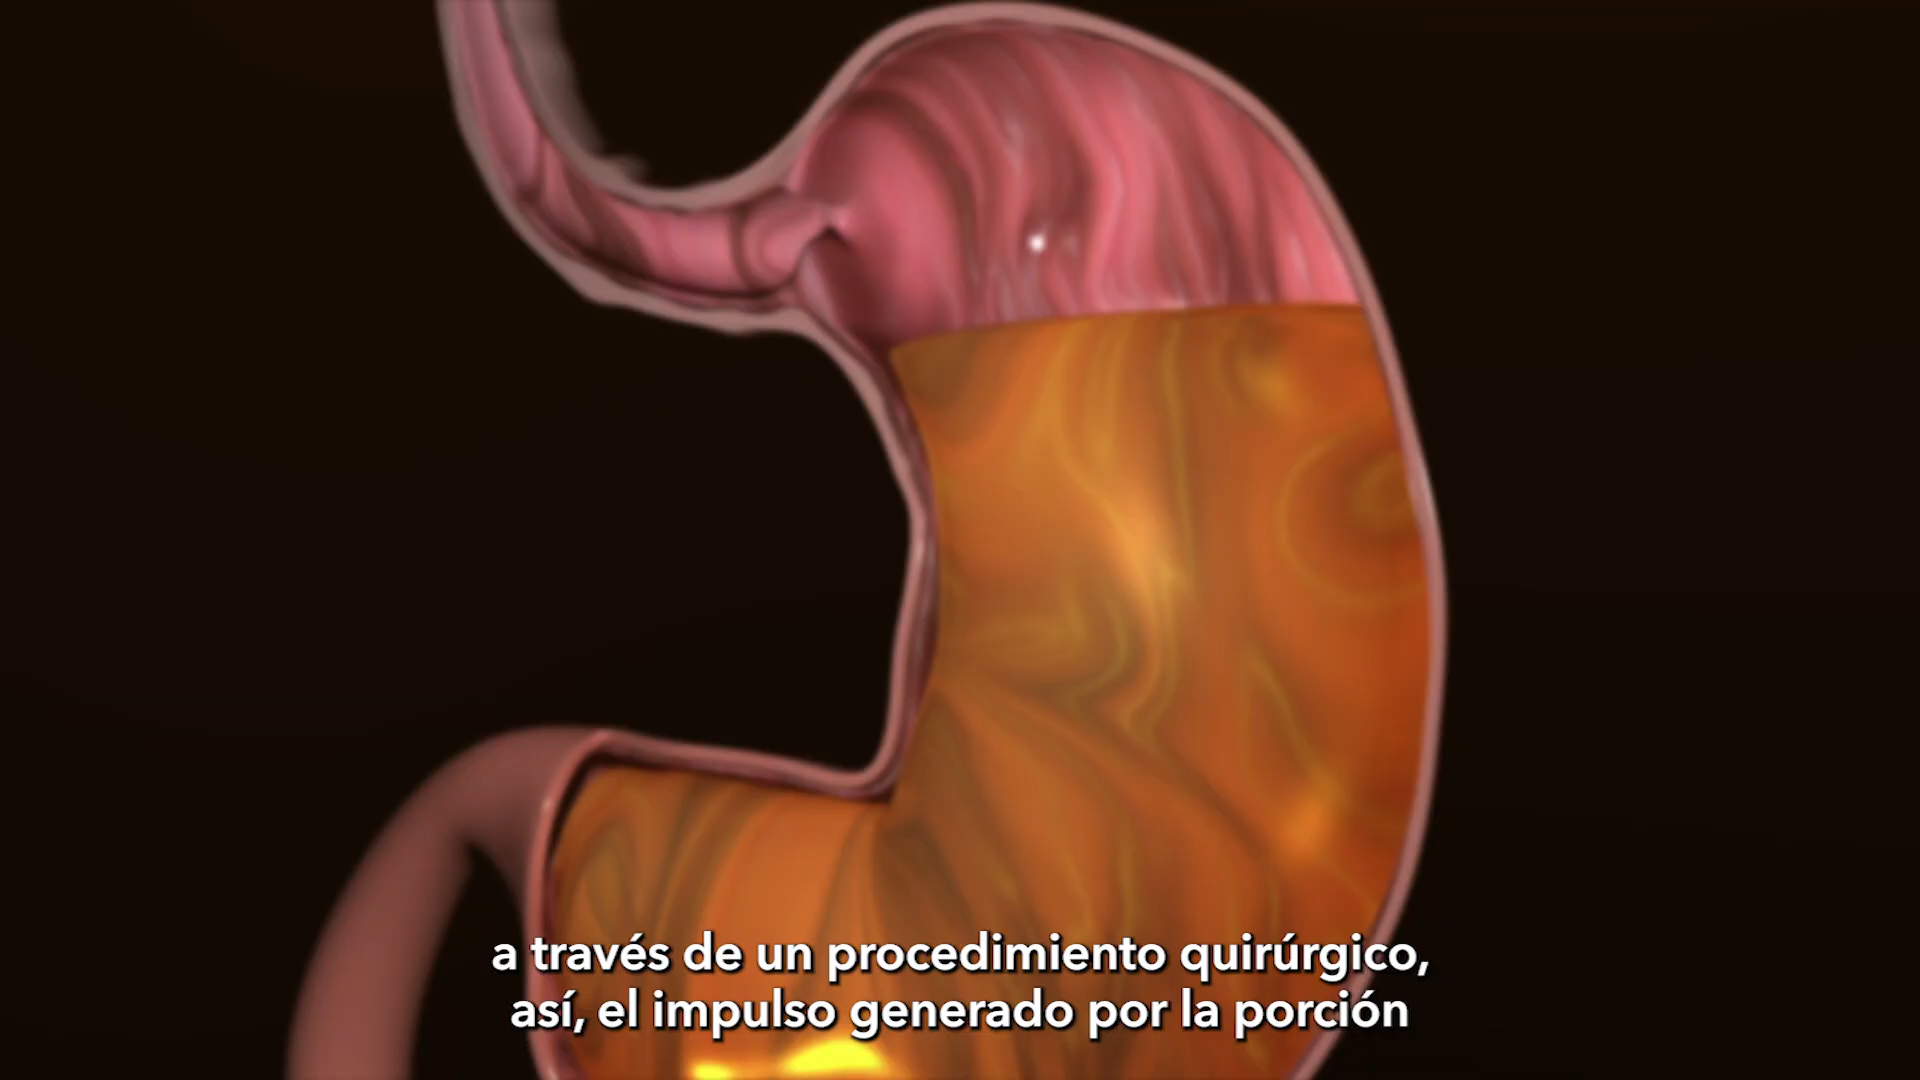 a través de un procedimiento quirúrgico,
así, el impulso generado por la porción